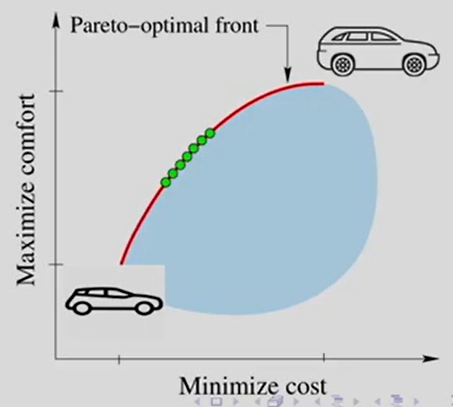 Pareto−optimal front
Maximize comfort
Minimize cost